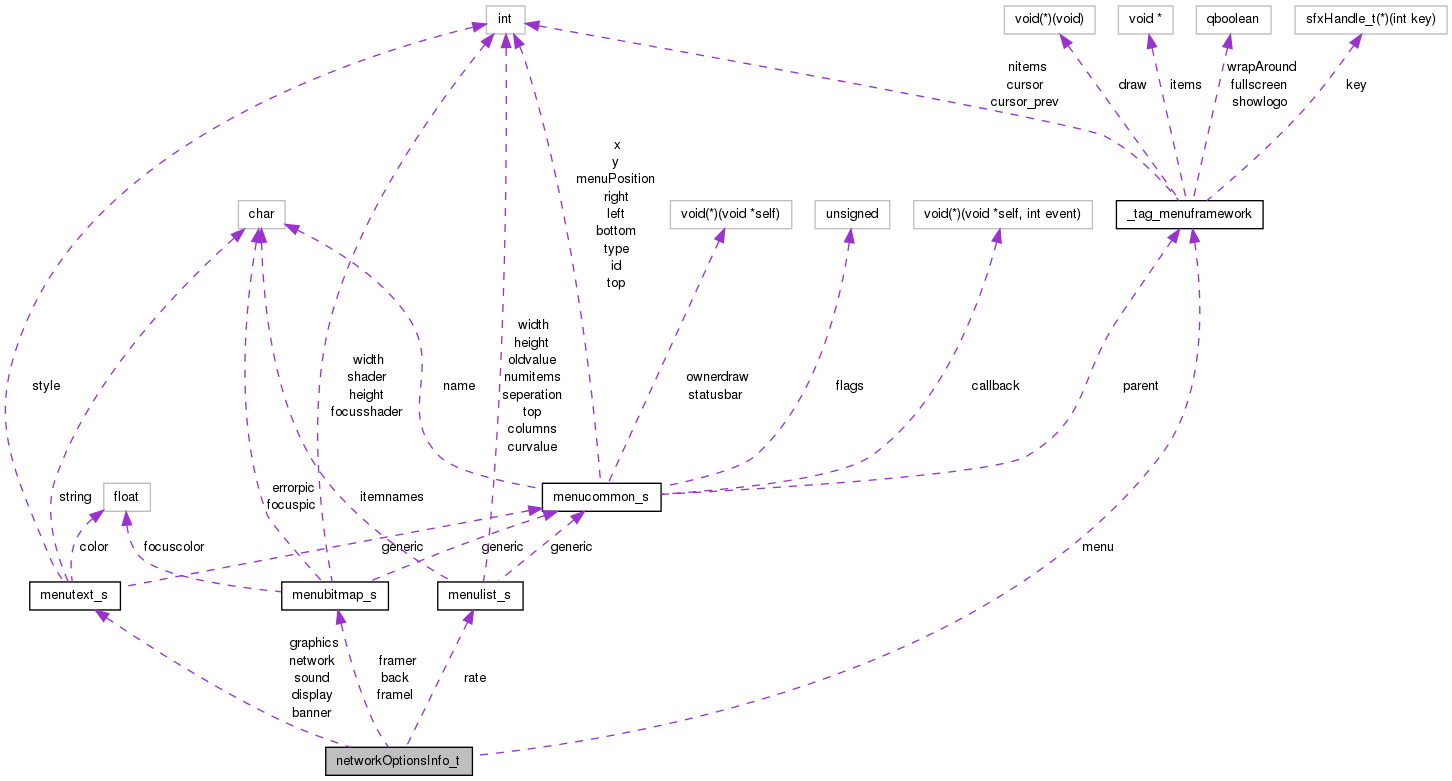 int
void(*)(void)
void *
qboolean
sfxHandle_t(*)(int key)
nitems
cursor
cursor_prev
draw
items
wrapAround
fullscreen
showlogo
key
x
y
menuPosition
right
left
bottom
type
id
top
char
void(*)(void *self)
unsigned
void(*)(void *self, int event)
_tag_menuframework
style
width
shader
height
focusshader
name
width
height
oldvalue
numitems
seperation
top
columns
curvalue
ownerdraw
statusbar
flags
callback
parent
string
float
errorpic
focuspic
itemnames
menucommon_s
color
focuscolor
generic
generic
generic
menu
menutext_s
menubitmap_s
menulist_s
graphics
network
sound
display
banner
framer
back
framel
rate
networkOptionsInfo_t